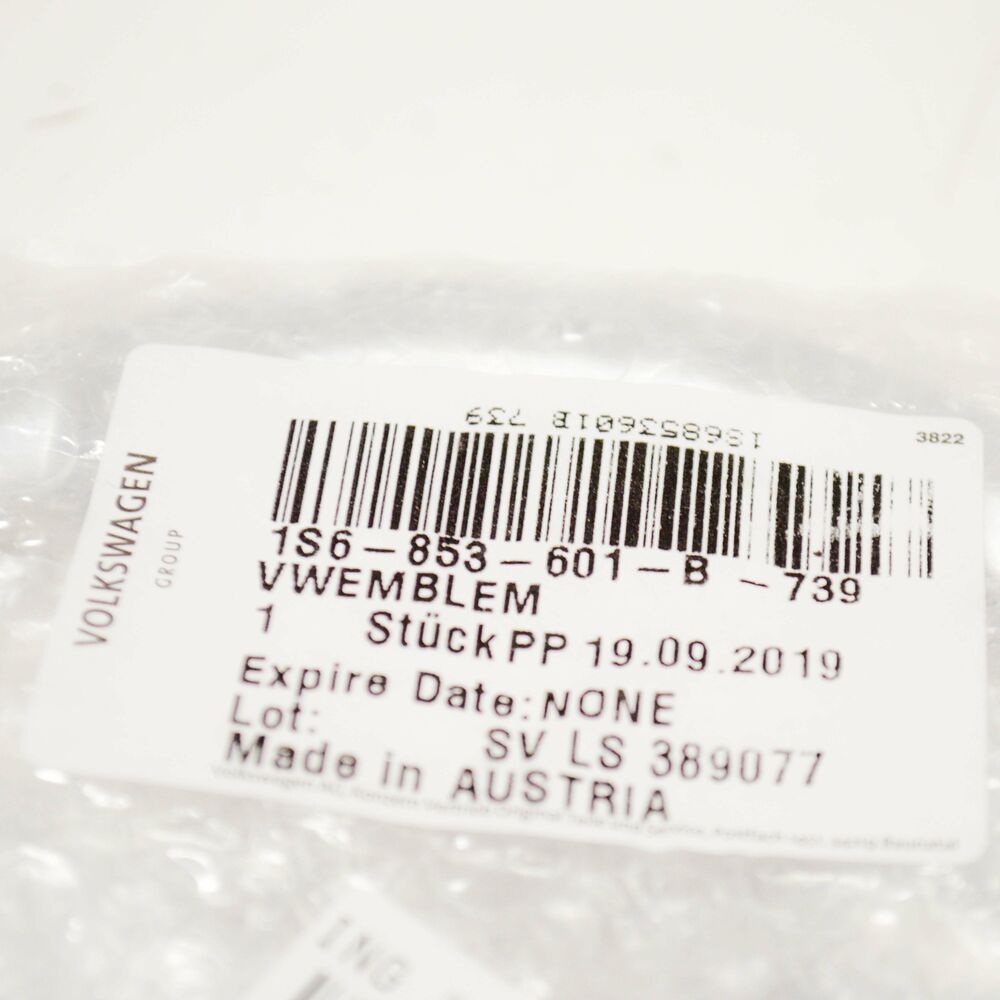 VOLKSWAGEN
GROUP
1S6853601B 739
3822
1S6-853-601-B -739
VWEMBLEM
1 Stück PP 19.09.2019
Expire Date:NONE
Lot: SV LS 389077
Made in AUSTRIA
ING